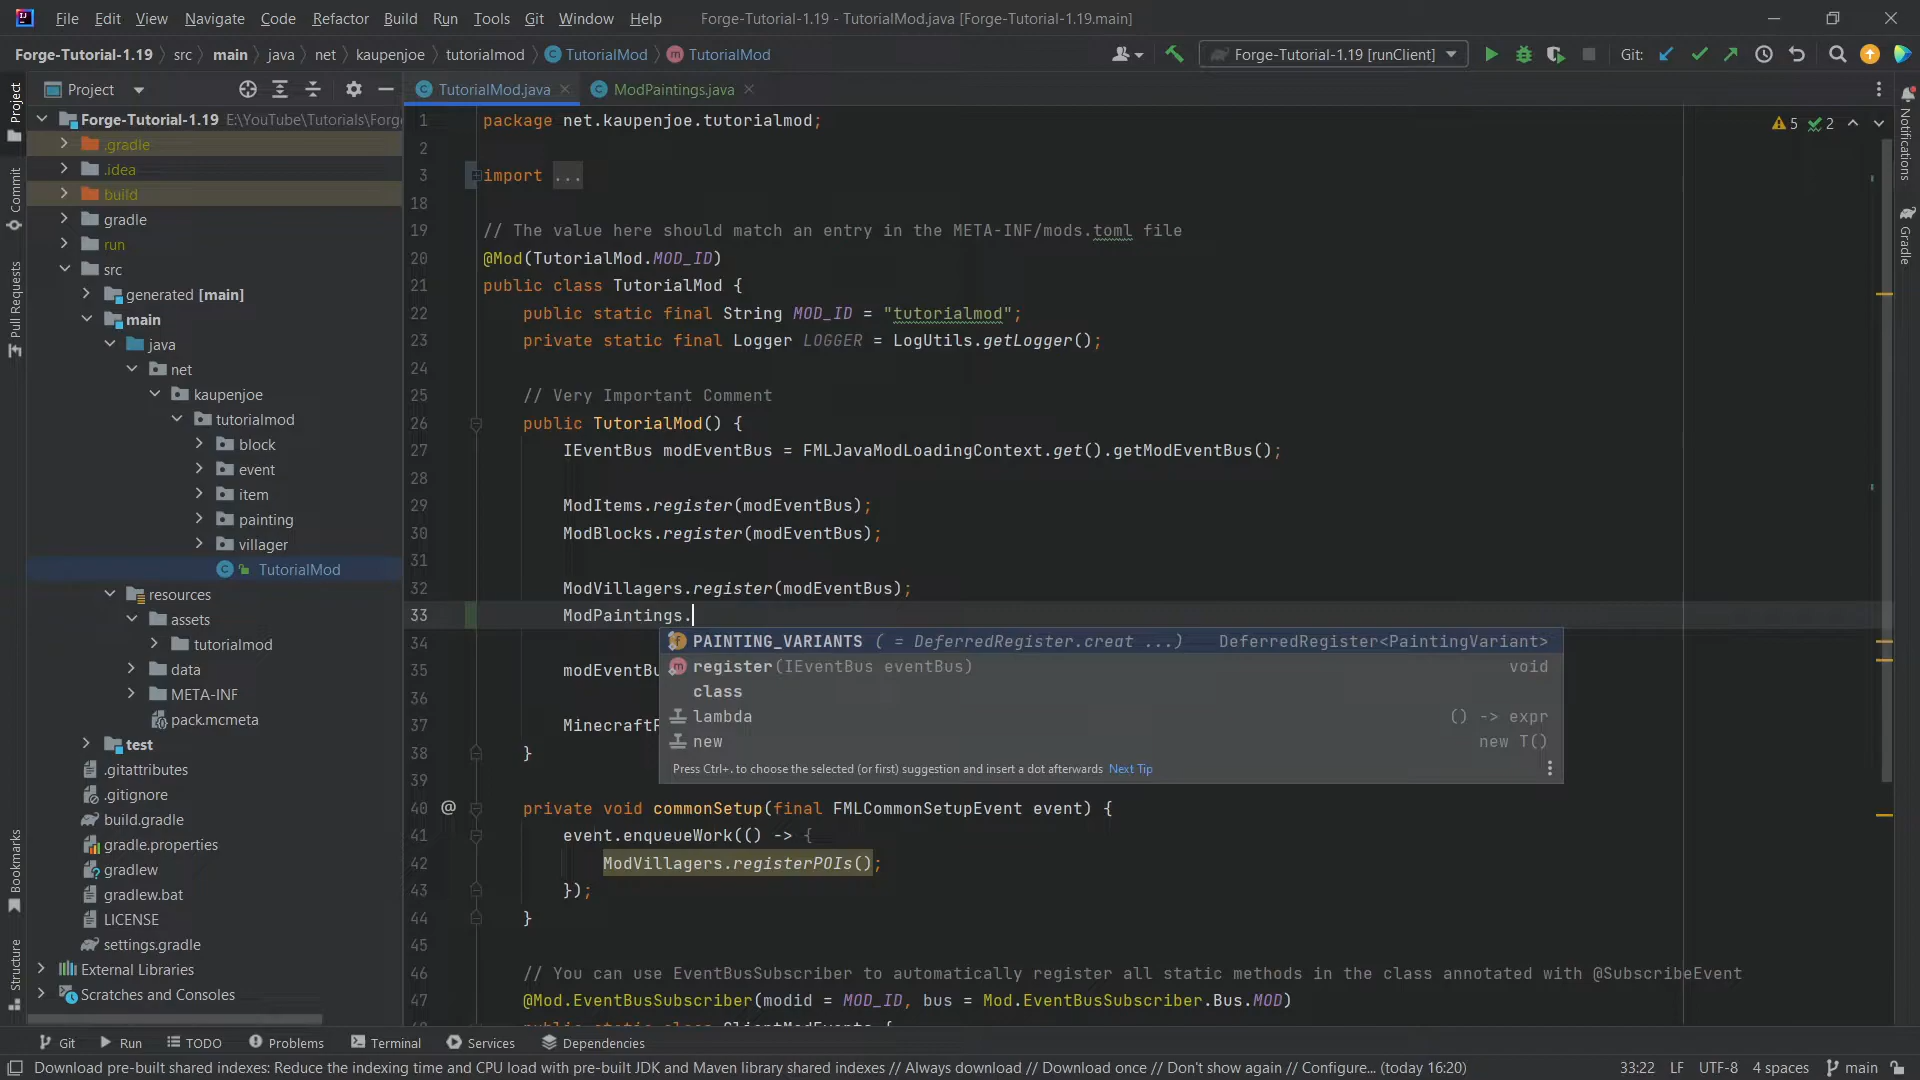 File Edit View Navigate Code Refactor Build Run Tools Git Window Help Forge-Tutorial-1.19 - TutorialMod.java [Forge-Tutorial-1.19.main]
Forge-Tutorial-1.19 src main java net kaupenjoe tutorialmod TutorialMod TutorialMod Forge-Tutorial-1.19 [runClient] Git:
Project
TutorialMod.java ModPaintings.java
Forge-Tutorial-1.19 E:\YouTube\Tutorials\Forg
.gradle
.idea
build
gradle
run
src
generated [main]
main
java
net
kaupenjoe
tutorialmod
block
event
item
painting
villager
TutorialMod
resources
assets
tutorialmod
data
META-INF
pack.mcmeta
test
.gitattributes
.gitignore
build.gradle
gradle.properties
gradlew
gradlew.bat
LICENSE
settings.gradle
External Libraries
Scratches and Consoles
Project
Commit
Pull Requests
Bookmarks
Structure
1 package net.kaupenjoe.tutorialmod;
2
3 import ...
18
19 // The value here should match an entry in the META-INF/mods.toml file
20 @Mod(TutorialMod.MOD_ID)
21 public class TutorialMod {
22 public static final String MOD_ID = "tutorialmod";
23 private static final Logger LOGGER = LogUtils.getLogger();
24
25 // Very Important Comment
26 public TutorialMod() {
27 IEventBus modEventBus = FMLJavaModLoadingContext.get().getModEventBus();
28
29 ModItems.register(modEventBus);
30 ModBlocks.register(modEventBus);
31
32 ModVillagers.register(modEventBus);
33 ModPaintings.
34
35 modEventBu
36
37 MinecraftF
38 }
39
PAINTING_VARIANTS ( = DeferredRegister.creat ...) DeferredRegister<PaintingVariant>
register(IEventBus eventBus) void
class
lambda () -> expr
new new T()
Press Ctrl+. to choose the selected (or first) suggestion and insert a dot afterwards Next Tip
40 @ private void commonSetup(final FMLCommonSetupEvent event) {
41 event.enqueueWork(() -> {
42 ModVillagers.registerPOIs();
43 });
44 }
45
46 // You can use EventBusSubscriber to automatically register all static methods in the class annotated with @SubscribeEvent
47 @Mod.EventBusSubscriber(modid = MOD_ID, bus = Mod.EventBusSubscriber.Bus.MOD)
5 2
Notifications
Gradle
Git Run TODO Problems Terminal Services Dependencies
Download pre-built shared indexes: Reduce the indexing time and CPU load with pre-built JDK and Maven library shared indexes // Always download // Download once // Don't show again // Configure... (today 16:20) 33:22 LF UTF-8 4 spaces main